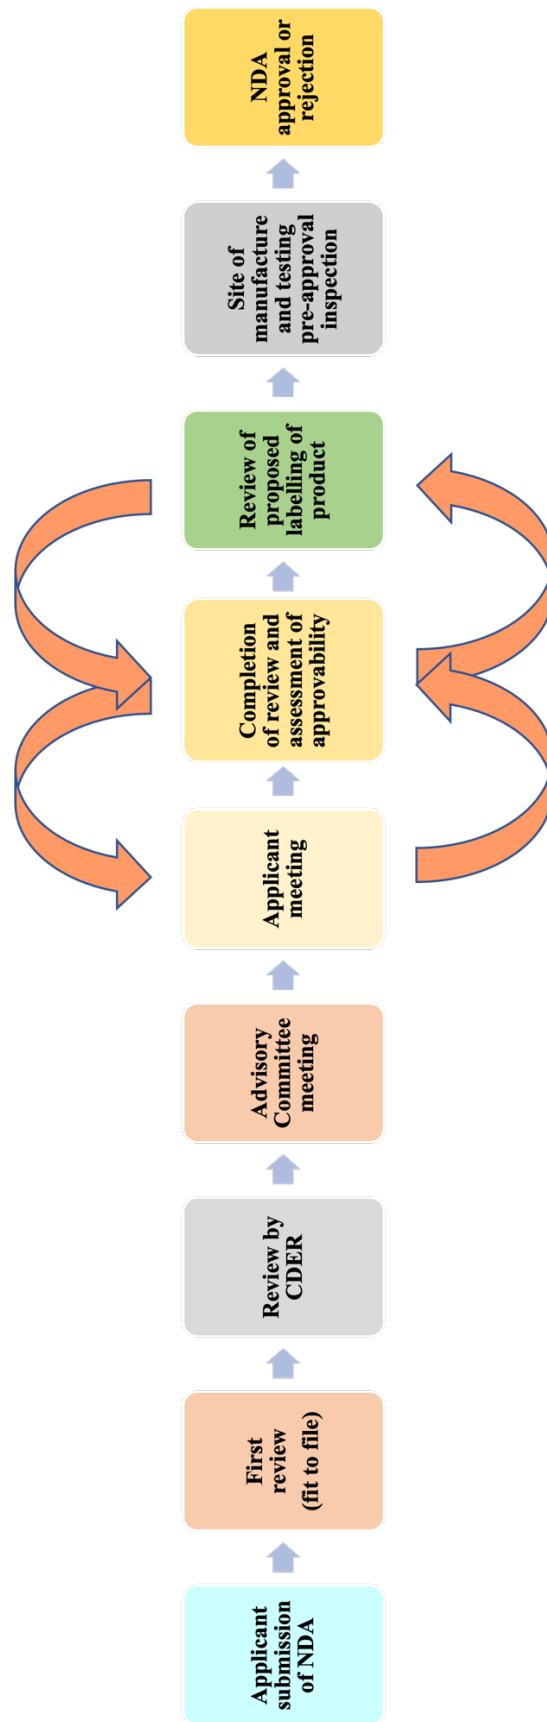 Applicant
submission
of NDA
First
review
(fit to file)
Review by
CDER
Advisory
Committee
meeting
Applicant
meeting
Completion
of review and
assessment of
approvability
Review of
proposed
labelling of
product
Site of
manufacture
and testing
pre-approval
inspection
NDA
approval or
rejection